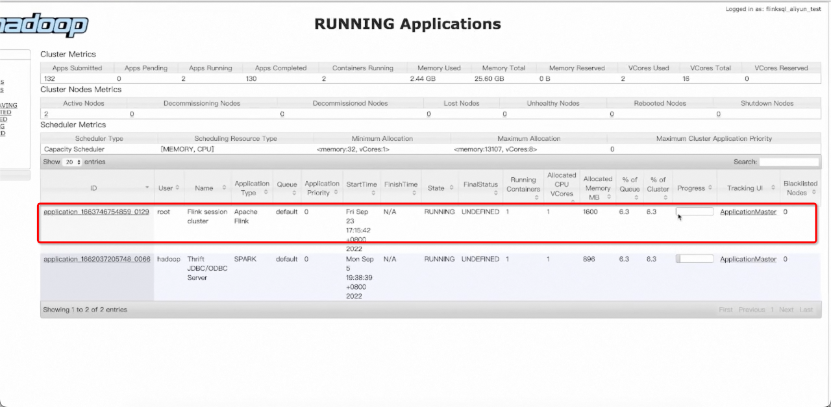 Logged in as: flinksql_aliyun_test
hadoop
RUNNING Applications
Cluster Metrics
Apps Submitted Apps Pending Apps Running Apps Completed Containers Running Memory Used Memory Total Memory Reserved VCores Used VCores Total VCores Reserved
132 0 2 130 2 2.44 GB 25.60 GB 0 B 2 16 0
Cluster Nodes Metrics
Active Nodes Decommissioning Nodes Decommissioned Nodes Lost Nodes Unhealthy Nodes Rebooted Nodes Shutdown Nodes
2 0 0 0 0 0 0
Scheduler Metrics
Scheduler Type Scheduling Resource Type Minimum Allocation Maximum Allocation Maximum Cluster Application Priority
Capacity Scheduler [MEMORY, CPU] <memory:32, vCores:1> <memory:13107, vCores:8> 0
Show 20 entries Search:
ID User Name Application Type Queue Application Priority StartTime FinishTime State FinalStatus Running Containers Allocated CPU VCores Allocated Memory MB % of Queue % of Cluster Progress Tracking UI Blacklisted Nodes
application_1663746754859_0129 root Flink session cluster Apache Flink default 0 Fri Sep 23 17:15:42 +0800 2022 N/A RUNNING UNDEFINED 1 1 1600 6.3 6.3 ApplicationMaster 0
application_1662037205748_0066 hadoop Thrift JDBC/ODBC Server SPARK default 0 Mon Sep 5 19:38:39 +0800 2022 N/A RUNNING UNDEFINED 1 1 896 6.3 6.3 ApplicationMaster 0
Showing 1 to 2 of 2 entries First Previous 1 Next Last